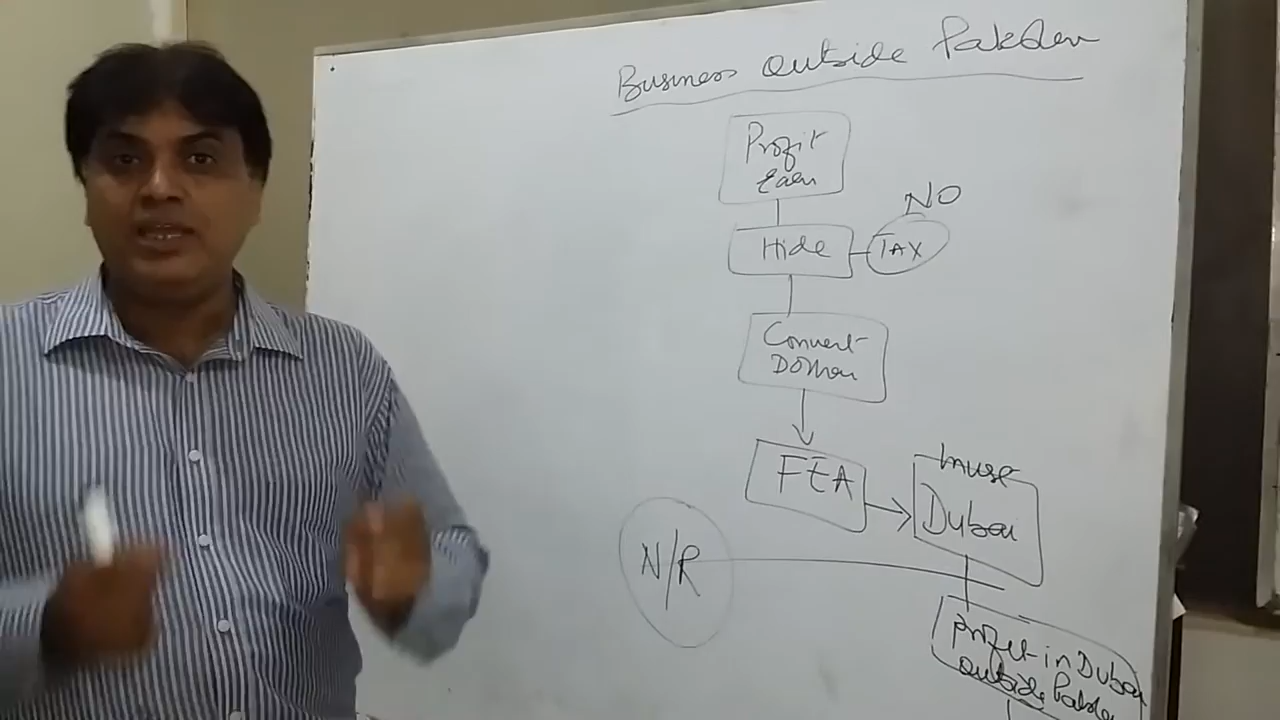 Business outside Pakistan
Profit
Earn
NO
Hide
TAX
Convert
Dollar
FEA
Invest
Dubai
N/R
Profit in Dubai
outside Pakistan